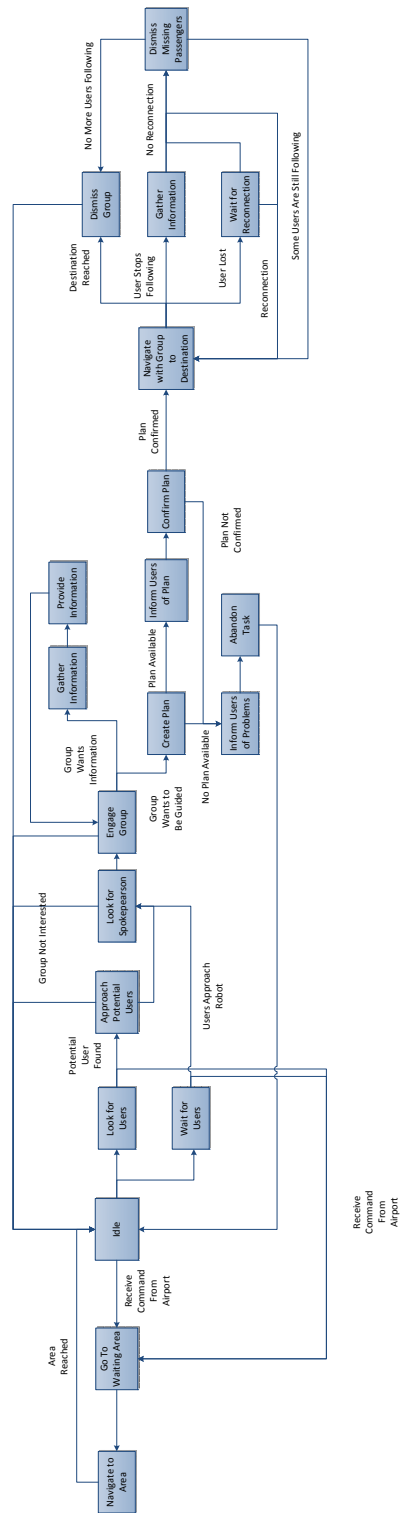 Area
Reached
Navigate to
Area
Go To
Waiting Area
Receive
Command
From
Airport
Idle
Look for
Users
Wait for
Users
Potential
User
Found
Approach
Potential
Users
Users Approach
Robot
Receive
Command
From
Airport
Group Not Interested
Look for
Spokepearson
Engage
Group
Group
Wants
Information
Gather
Information
Provide
Information
Group
Wants to
Be Guided
Create Plan
Plan Available
No Plan Available
Inform Users
of Plan
Inform Users
of Problems
Abandon
Task
Confirm Plan
Plan
Confirmed
Plan Not
Confirmed
Navigate
with Group
to
Destination
Destination
Reached
User Stops
Following
User Lost
Reconnection
Dismiss
Group
Gather
Information
Wait for
Reconnection
No More Users Following
No Reconnection
Some Users Are Still Following
Dismiss
Missing
Passengers